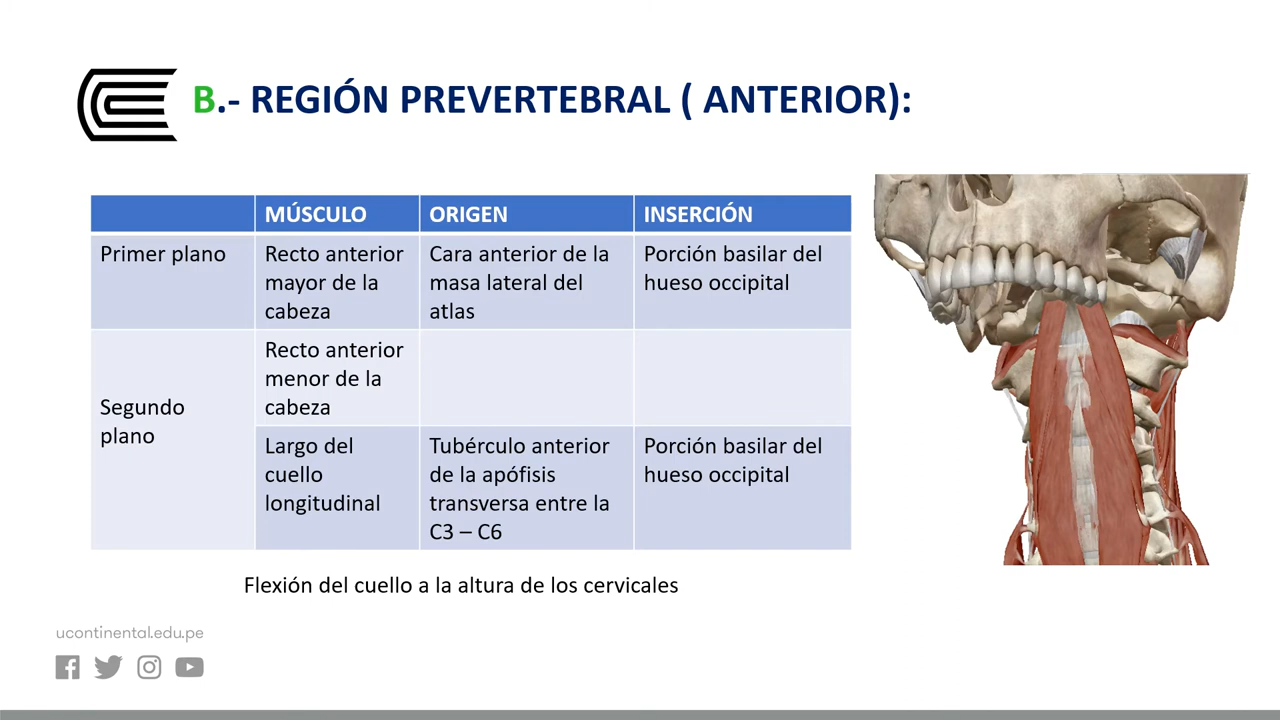 B.- REGIÓN PREVERTEBRAL ( ANTERIOR):
MÚSCULO
ORIGEN
INSERCIÓN
Primer plano
Recto anterior
mayor de la
cabeza
Cara anterior de la
masa lateral del
atlas
Porción basilar del
hueso occipital
Segundo
plano
Recto anterior
menor de la
cabeza
Largo del
cuello
longitudinal
Tubérculo anterior
de la apófisis
transversa entre la
C3 – C6
Porción basilar del
hueso occipital
Flexión del cuello a la altura de los cervicales
ucontinental.edu.pe